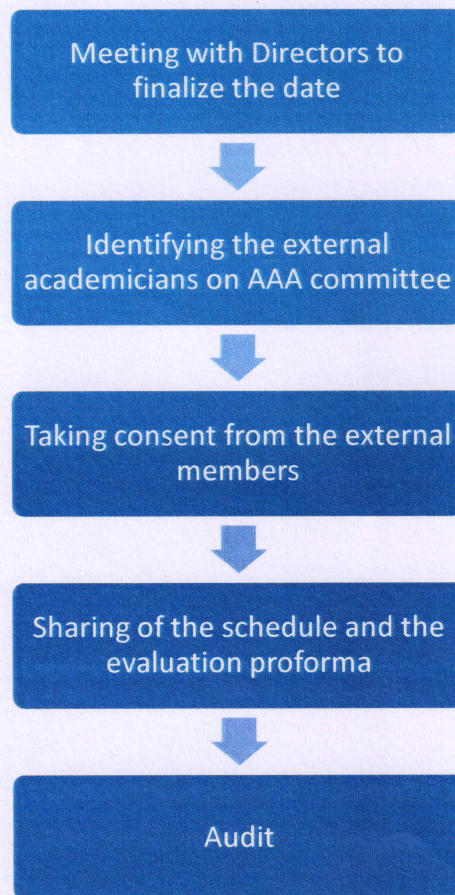 Meeting with Directors to
finalize the date
Identifying the external
academicians on AAA committee
Taking consent from the external
members
Sharing of the schedule and the
evaluation proforma
Audit